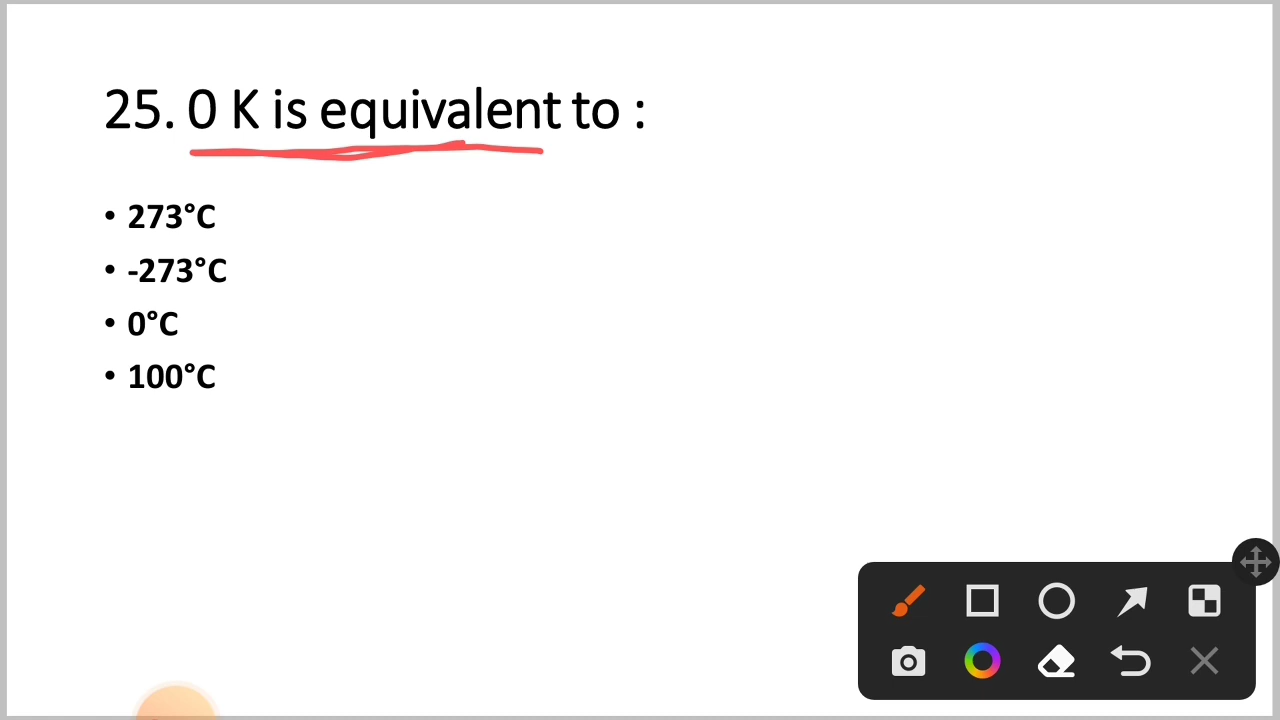 25. 0 K is equivalent to :
• 273°C
• -273°C
• 0°C
• 100°C